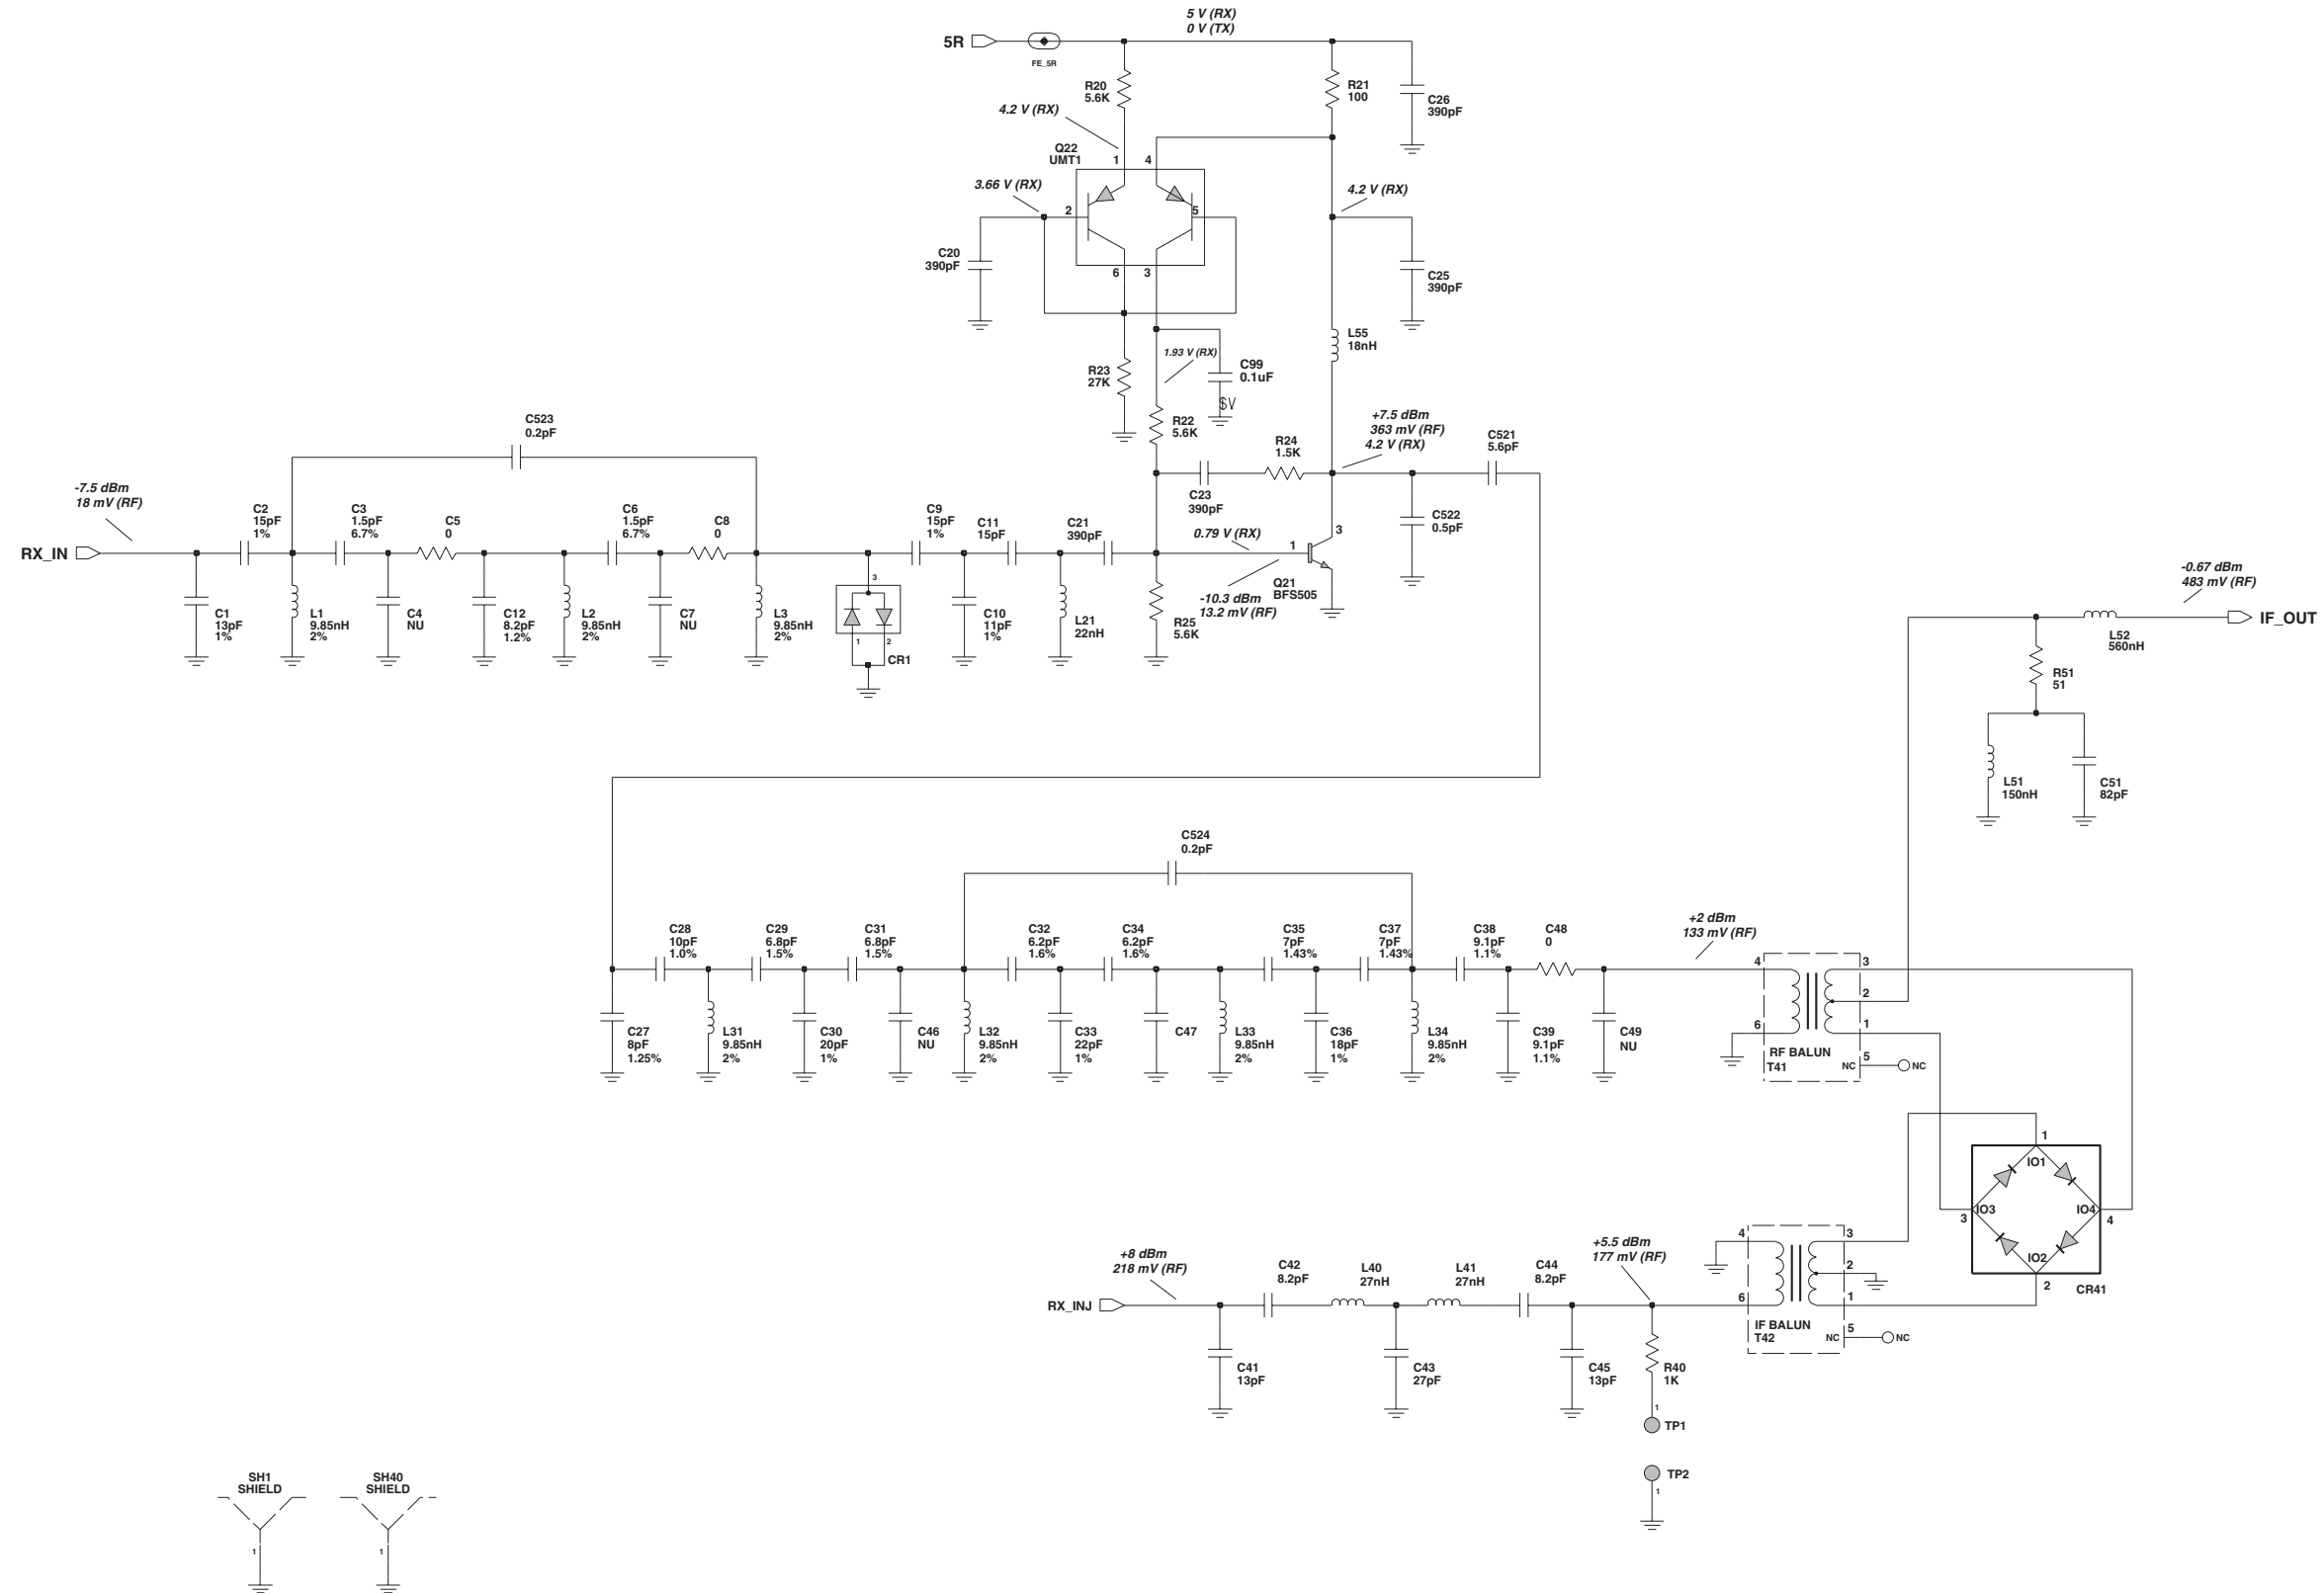 5 V (RX)
0 V (TX)
5R
FE_5R
R20
5.6K
R21
100
C26
390pF
4.2 V (RX)
Q22
UMT1
1
4
3.66 V (RX)
2
5
4.2 V (RX)
C20
390pF
6
3
C25
390pF
L55
18nH
1.93 V (RX)
R23
27K
C99
0.1uF
$V
C523
0.2pF
R22
5.6K
+7.5 dBm
363 mV (RF)
4.2 V (RX)
C521
5.6pF
R24
1.5K
-7.5 dBm
18 mV (RF)
C23
390pF
C2
15pF
1%
C3
1.5pF
6.7%
C5
0
C6
1.5pF
6.7%
C8
0
C9
15pF
1%
C11
15pF
C21
390pF
C522
0.5pF
RX_IN
0.79 V (RX)
1
3
Q21
BFS505
-10.3 dBm
13.2 mV (RF)
C1
13pF
1%
L1
9.85nH
2%
C4
NU
C12
8.2pF
1.2%
L2
9.85nH
2%
C7
NU
L3
9.85nH
2%
3
1
2
CR1
C10
11pF
1%
L21
22nH
R25
5.6K
-0.67 dBm
483 mV (RF)
IF_OUT
L52
560nH
R51
51
L51
150nH
C51
82pF
C524
0.2pF
C28
10pF
1.0%
C29
6.8pF
1.5%
C31
6.8pF
1.5%
C32
6.2pF
1.6%
C34
6.2pF
1.6%
C35
7pF
1.43%
C37
7pF
1.43%
C38
9.1pF
1.1%
C48
0
+2 dBm
133 mV (RF)
C27
8pF
1.25%
L31
9.85nH
2%
C30
20pF
1%
C46
NU
L32
9.85nH
2%
C33
22pF
1%
C47
L33
9.85nH
2%
C36
18pF
1%
L34
9.85nH
2%
C39
9.1pF
1.1%
C49
NU
4
3
2
6
1
RF BALUN
T41
5
NC
NC
1
IO1
IO3
IO4
3
4
IO2
2
CR41
+8 dBm
218 mV (RF)
C42
8.2pF
L40
27nH
L41
27nH
C44
8.2pF
+5.5 dBm
177 mV (RF)
4
3
2
6
1
RX_INJ
IF BALUN
T42
5
NC
NC
C41
13pF
C43
27pF
C45
13pF
R40
1K
1
TP1
TP2
1
SH1
SHIELD
1
SH40
SHIELD
1